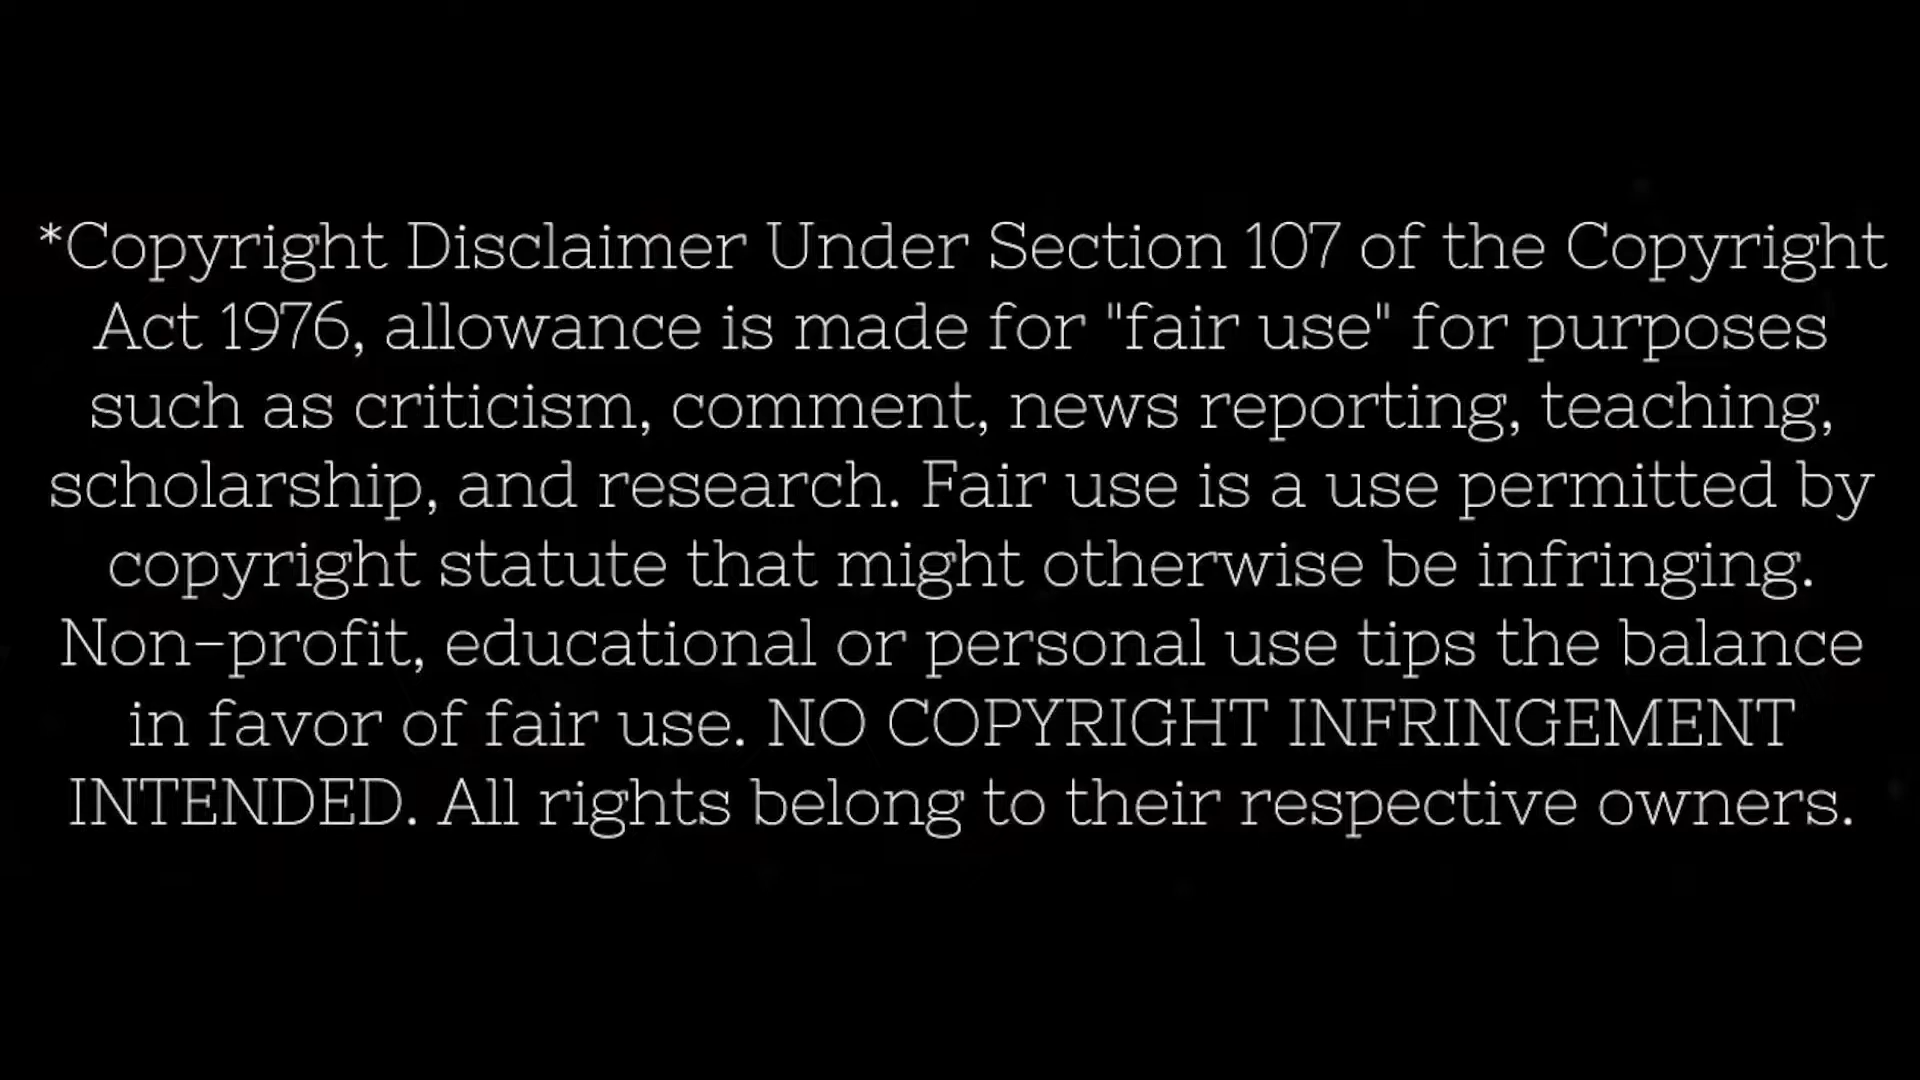 *Copyright Disclaimer Under Section 107 of the Copyright
Act 1976, allowance is made for "fair use" for purposes
such as criticism, comment, news reporting, teaching,
scholarship, and research. Fair use is a use permitted by
copyright statute that might otherwise be infringing.
Non-profit, educational or personal use tips the balance
in favor of fair use. NO COPYRIGHT INFRINGEMENT
INTENDED. All rights belong to their respective owners.